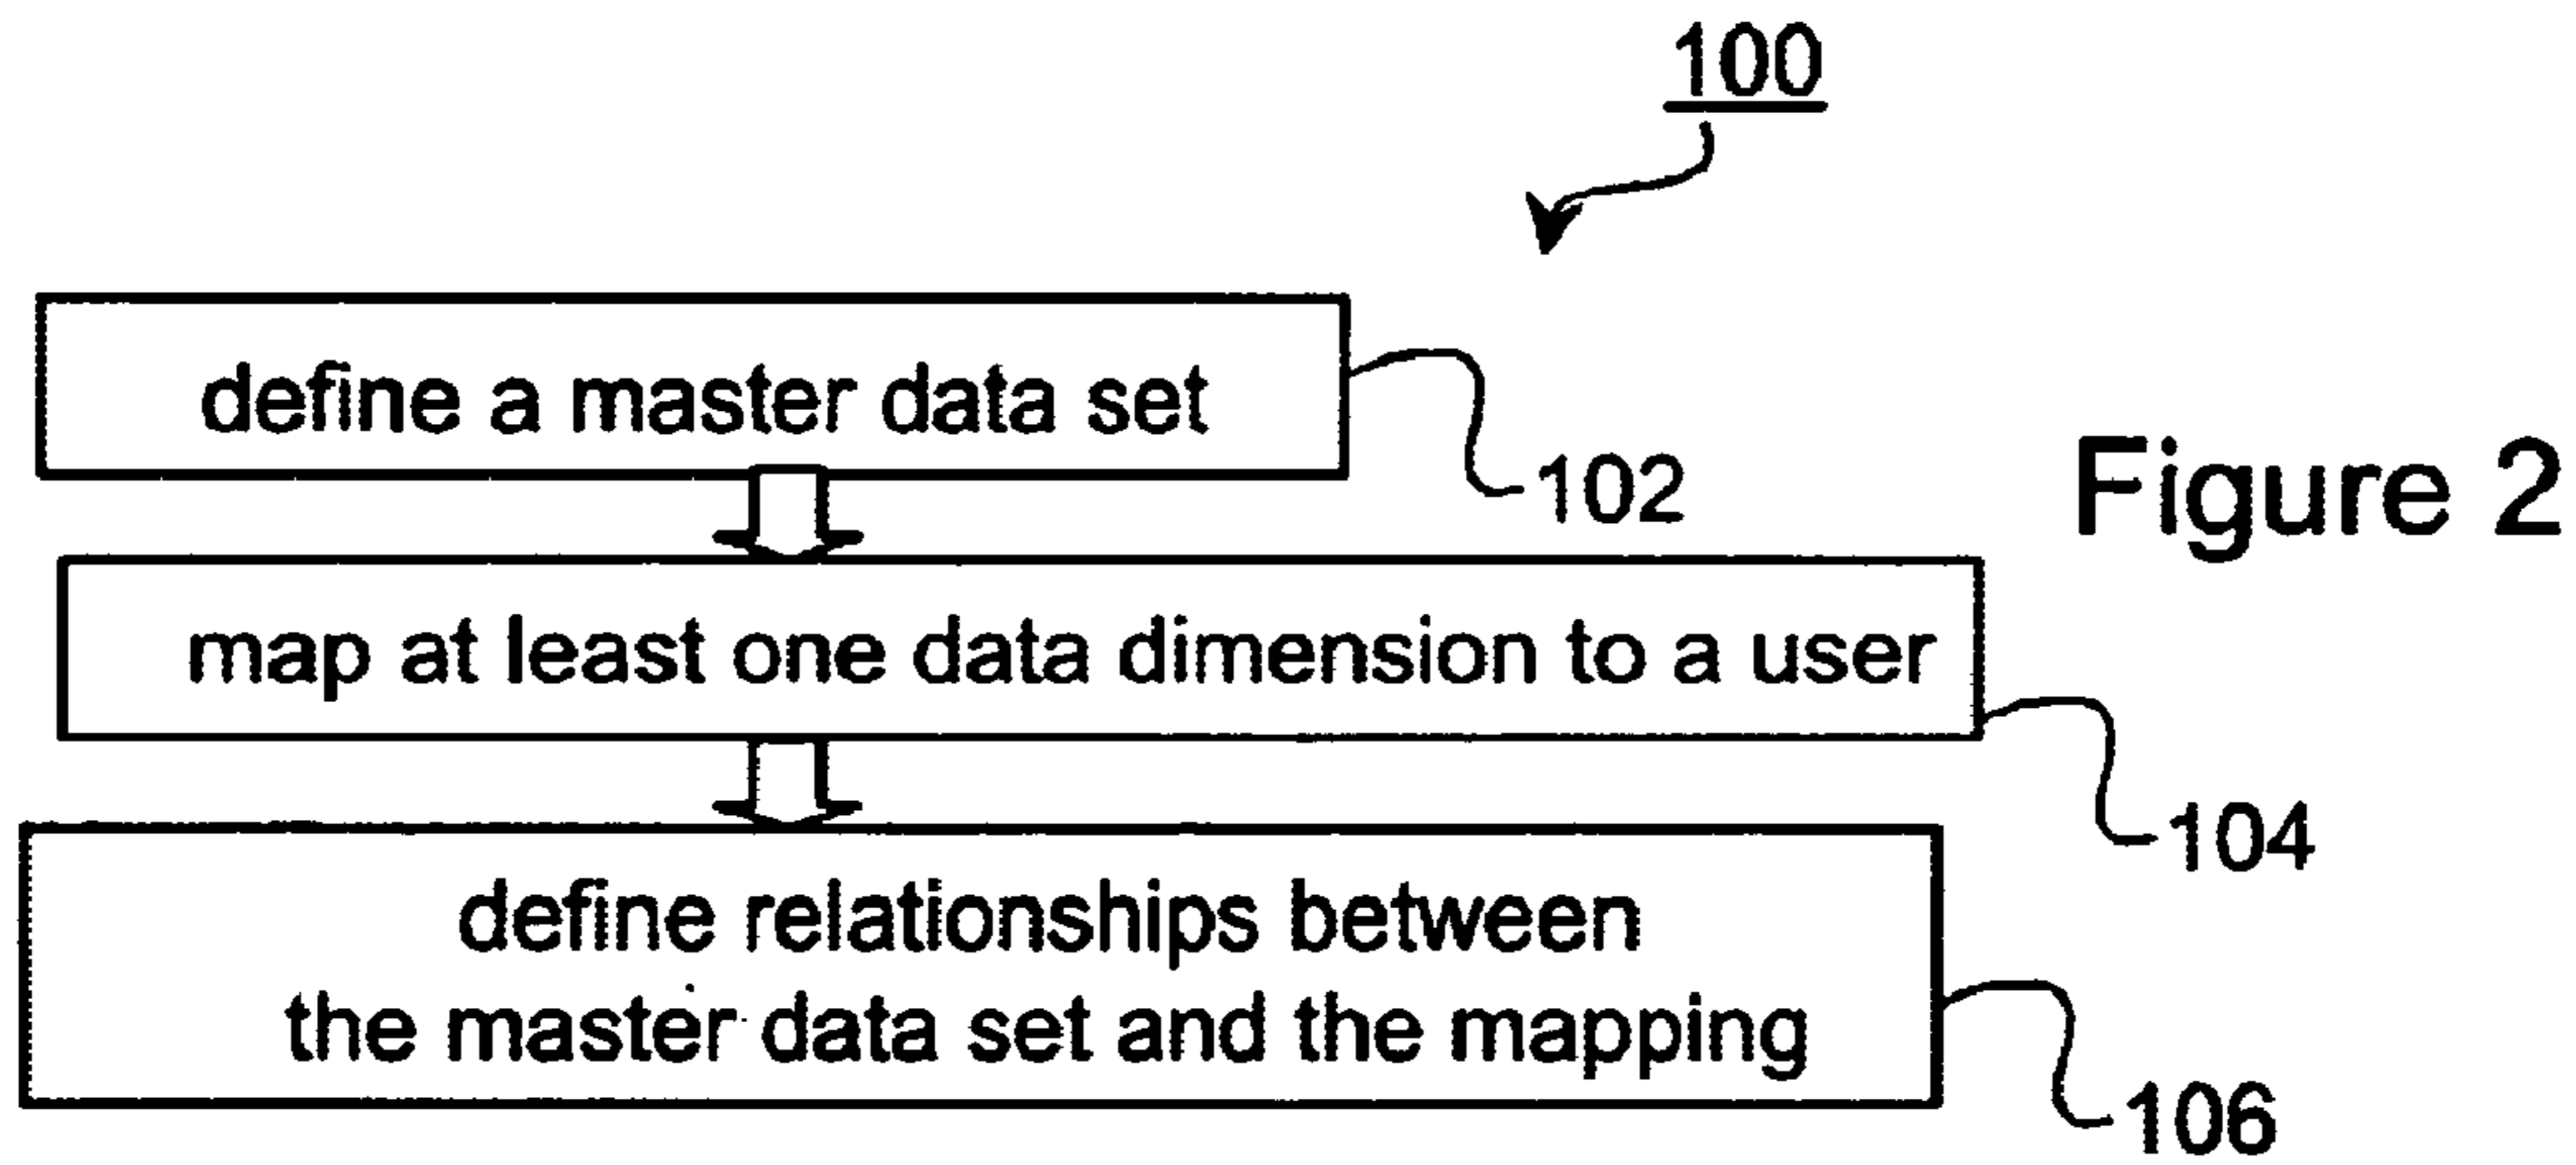 100
define a master data set
102
Figure 2
map at least one data dimension to a user
104
define relationships between
the master data set and the mapping
106